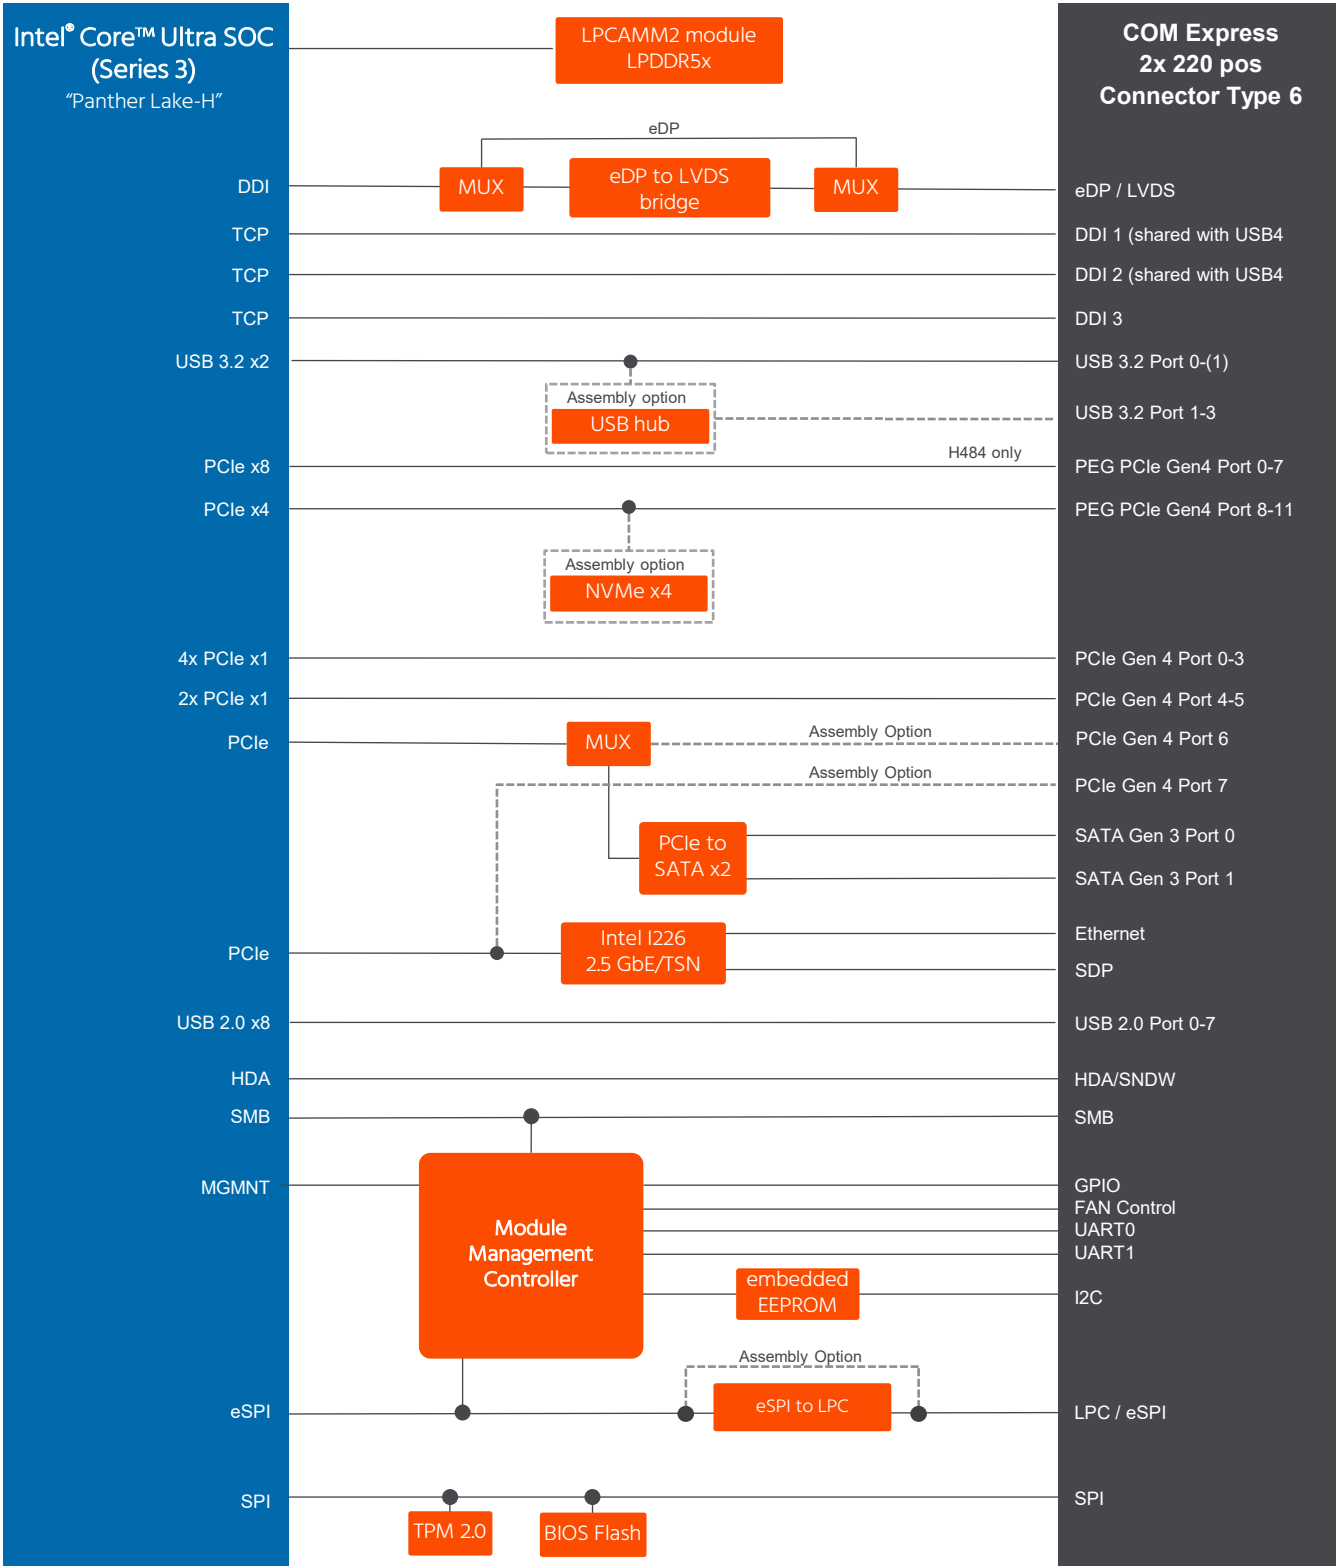 Intel® Core™ Ultra SOC
(Series 3)
“Panther Lake-H”
LPCAMM2 module
LPDDR5x
COM Express
2x 220 pos
Connector Type 6
eDP
DDI
MUX
eDP to LVDS
bridge
MUX
eDP / LVDS
TCP
DDI 1 (shared with USB4
TCP
DDI 2 (shared with USB4
TCP
DDI 3
USB 3.2 x2
USB 3.2 Port 0-(1)
Assembly option
USB hub
USB 3.2 Port 1-3
H484 only
PCIe x8
PEG PCIe Gen4 Port 0-7
PCIe x4
PEG PCIe Gen4 Port 8-11
Assembly option
NVMe x4
4x PCIe x1
PCIe Gen 4 Port 0-3
2x PCIe x1
PCIe Gen 4 Port 4-5
PCIe
MUX
Assembly Option
PCIe Gen 4 Port 6
Assembly Option
PCIe Gen 4 Port 7
PCIe to
SATA x2
SATA Gen 3 Port 0
SATA Gen 3 Port 1
PCIe
Intel I226
2.5 GbE/TSN
Ethernet
SDP
USB 2.0 x8
USB 2.0 Port 0-7
HDA
HDA/SNDW
SMB
SMB
MGMNT
Module
Management
Controller
GPIO
FAN Control
UART0
UART1
embedded
EEPROM
I2C
Assembly Option
eSPI
eSPI to LPC
LPC / eSPI
SPI
SPI
TPM 2.0
BIOS Flash